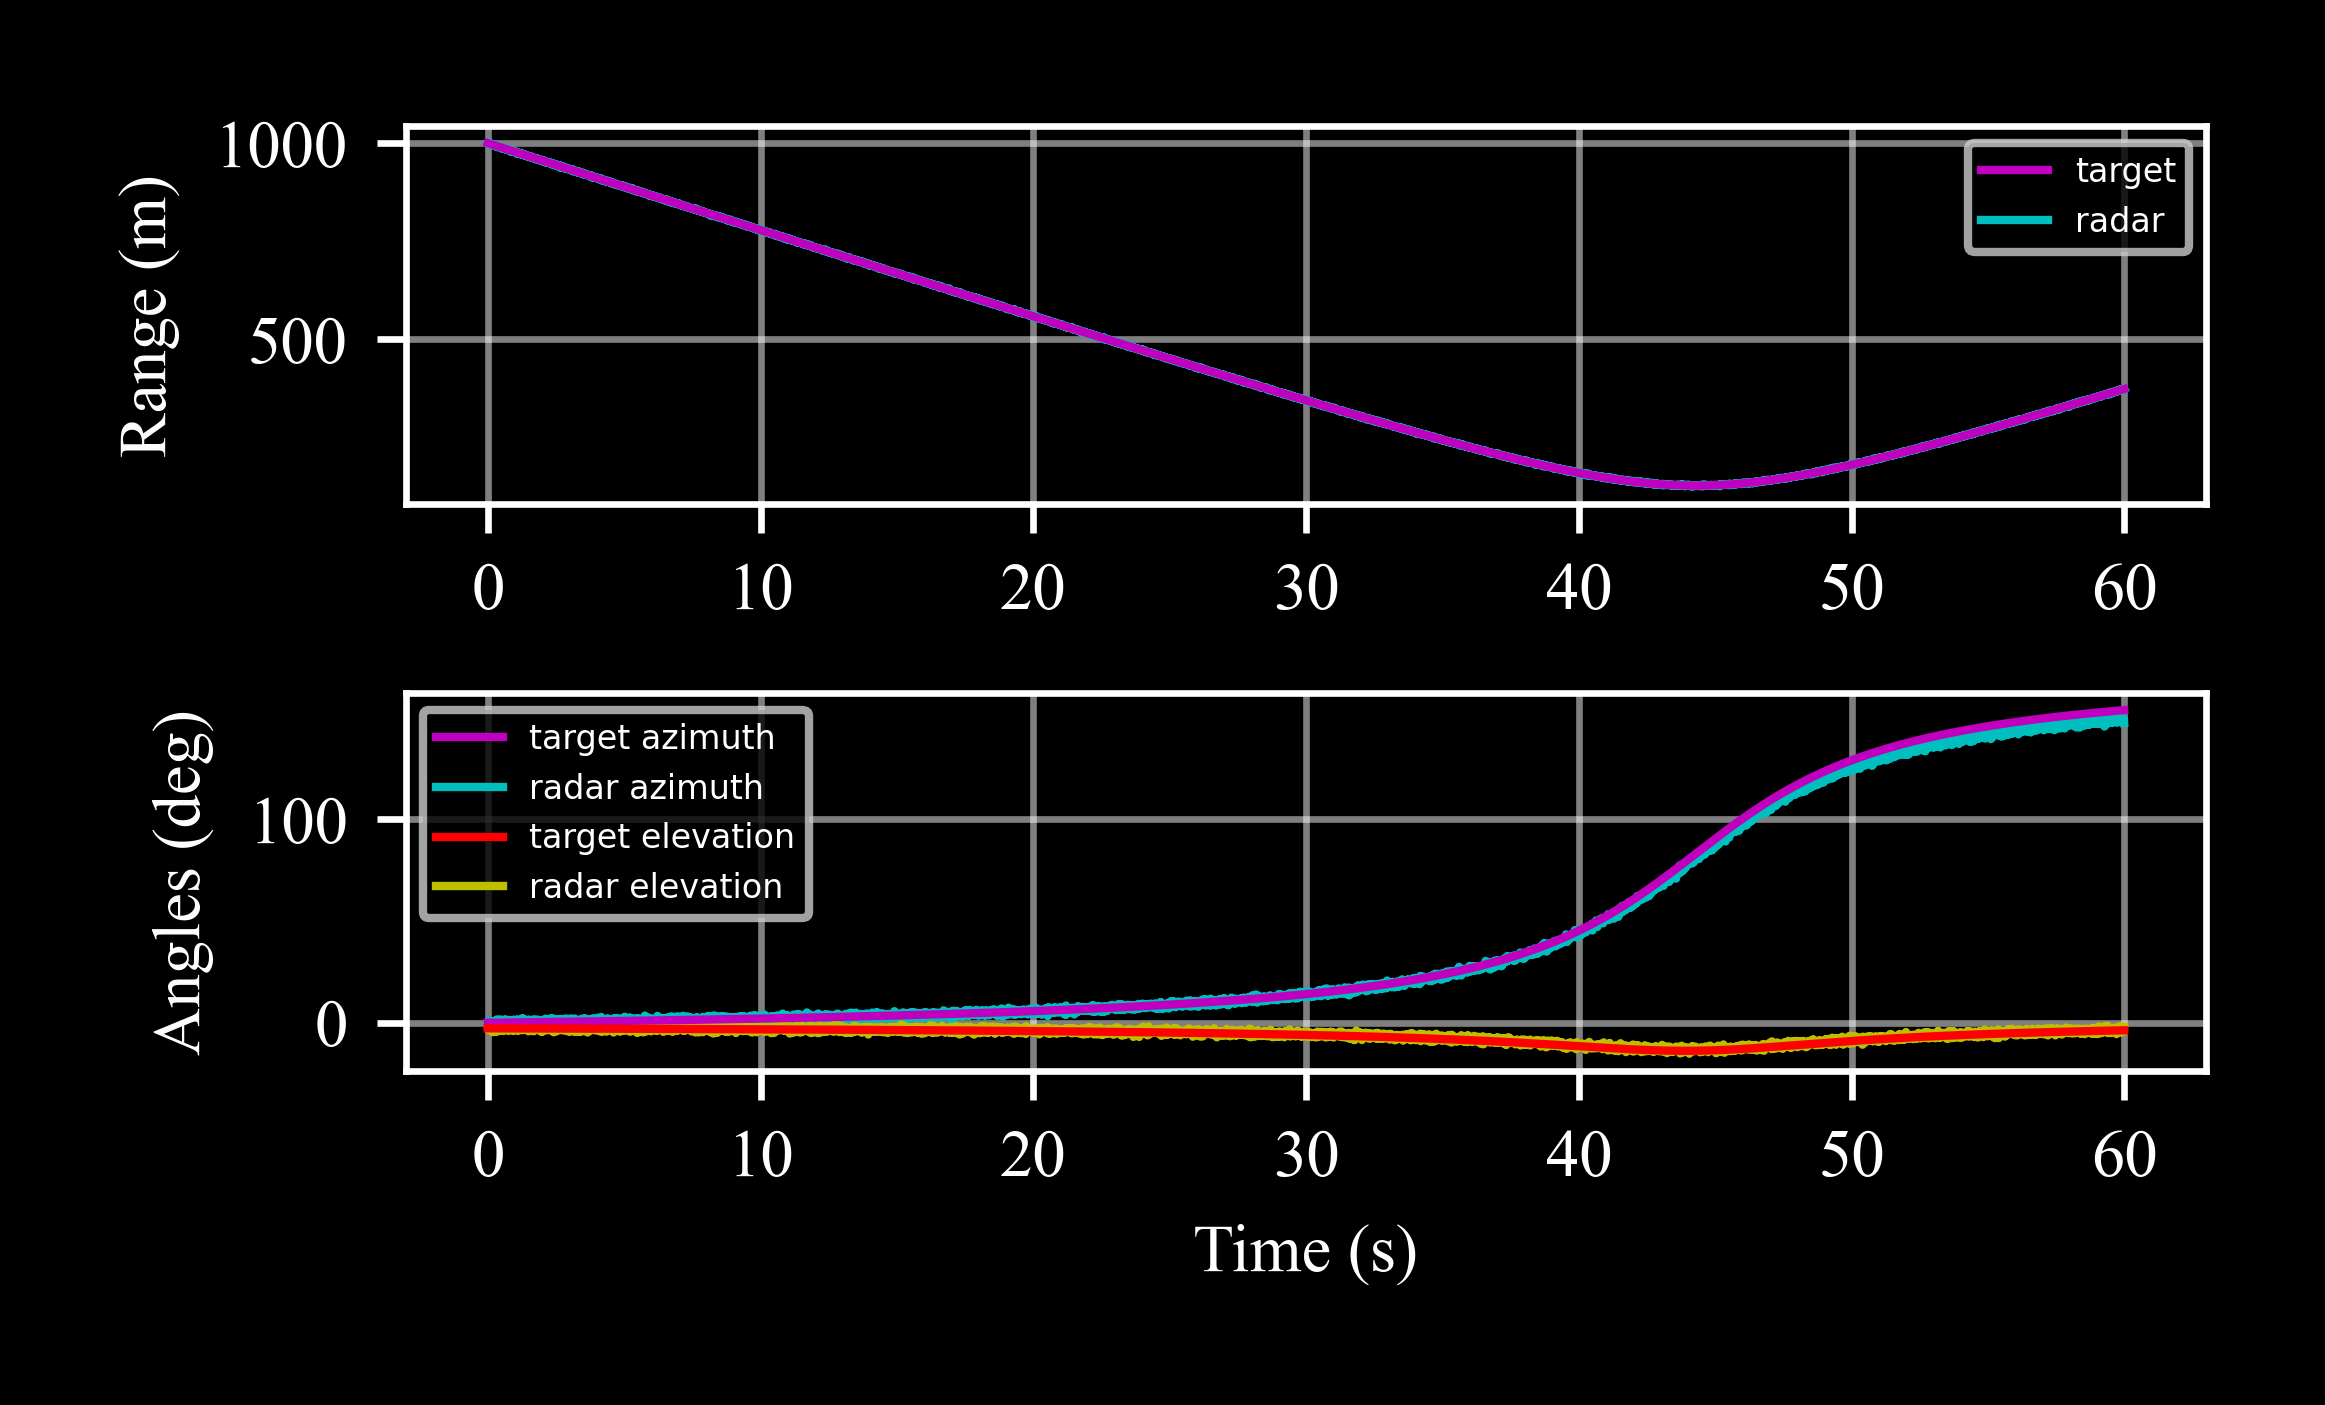 Range (m)
1000
500
target
radar
0 10 20 30 40 50 60
Angles (deg)
100
0
target azimuth
radar azimuth
target elevation
radar elevation
0 10 20 30 40 50 60
Time (s)